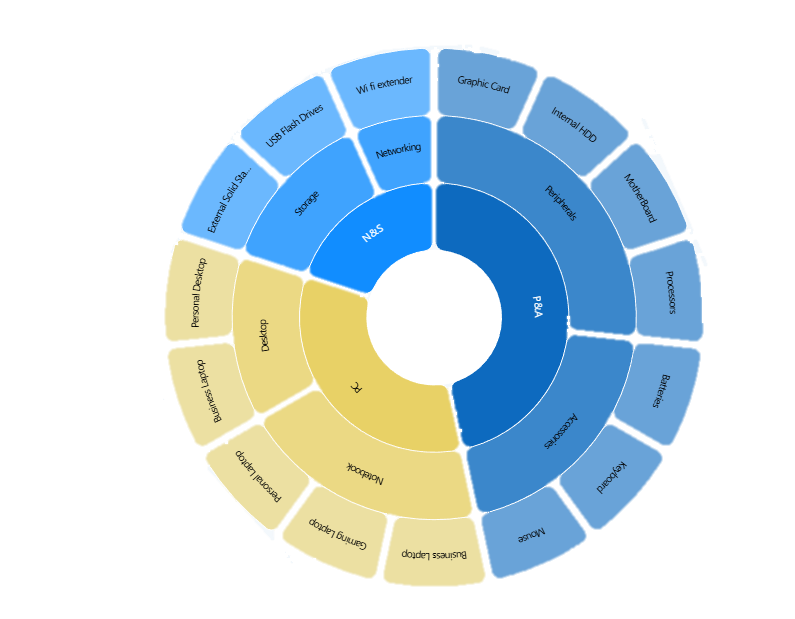 Graphic Card
Internal HDD
MotherBoard
Processors
Batteries
Keyboard
Mouse
Business Laptop
Gaming Laptop
Personal Laptop
Business Laptop
Personal Desktop
External Solid Sta...
USB Flash Drives
Wi fi extender
Peripherals
Accessories
Notebook
Desktop
Storage
Networking
P&A
PC
N&S